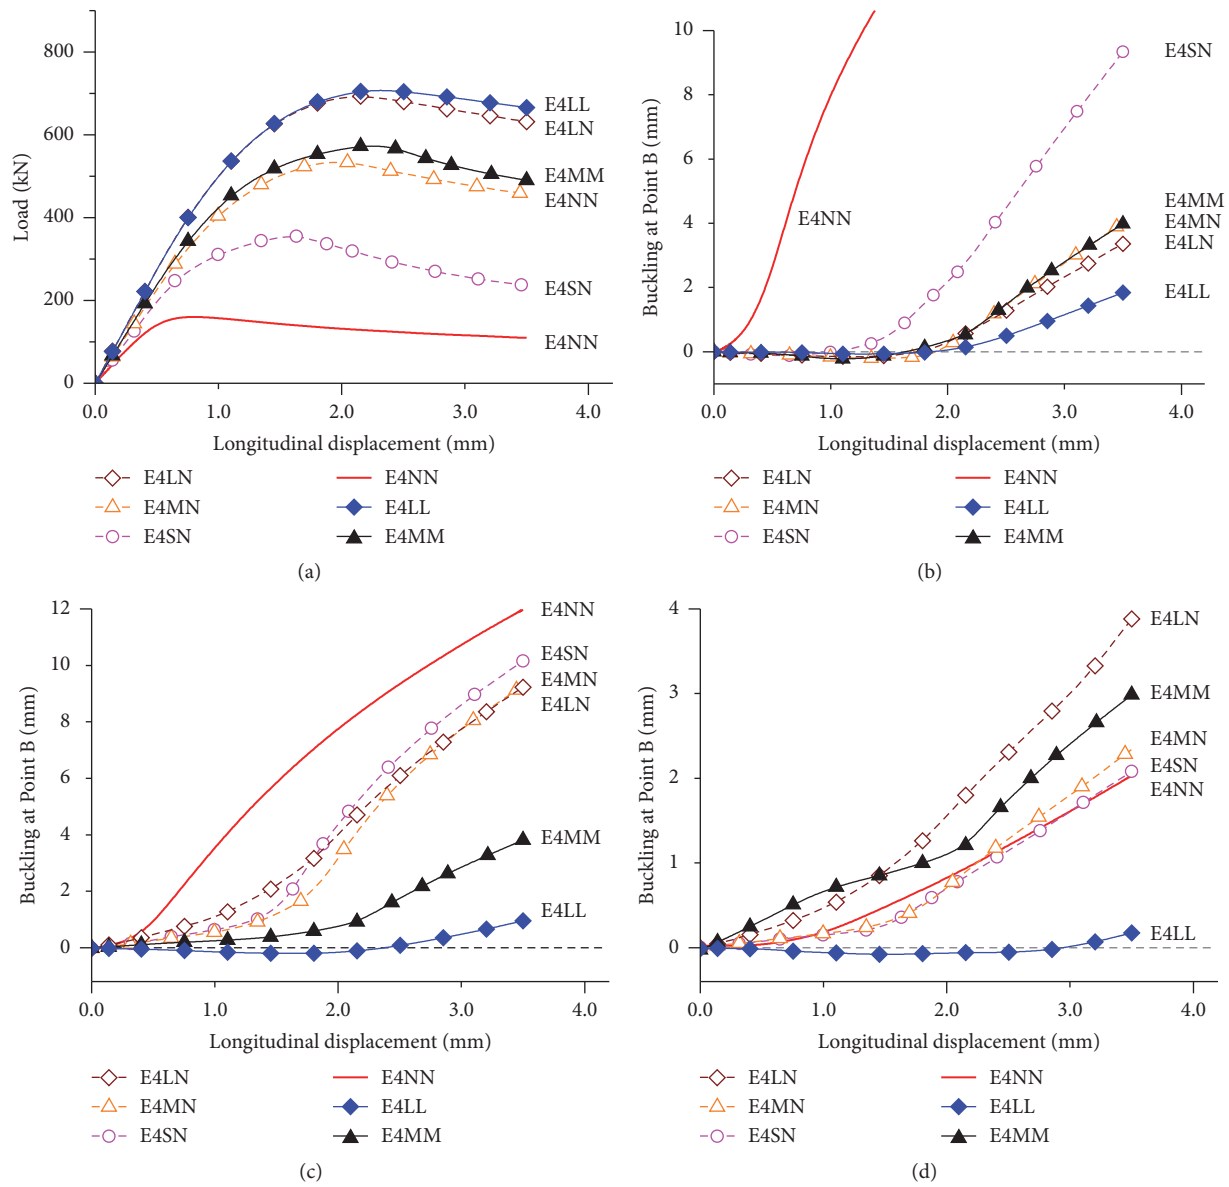 800
600
400
200
0
Load (kN)
0.0 1.0 2.0 3.0 4.0
Longitudinal displacement (mm)
E4LL
E4LN
E4MM
E4NN
E4SN
E4NN
E4LN E4NN
E4MN E4LL
E4SN E4MM
(a)
10
8
6
4
2
0
Buckling at Point B (mm)
0.0 1.0 2.0 3.0 4.0
Longitudinal displacement (mm)
E4SN
E4NN
E4MM
E4MN
E4LN
E4LL
E4LN E4NN
E4MN E4LL
E4SN E4MM
(b)
12
10
8
6
4
2
0
Buckling at Point B (mm)
0.0 1.0 2.0 3.0 4.0
Longitudinal displacement (mm)
E4NN
E4SN
E4MN
E4LN
E4MM
E4LL
E4LN E4NN
E4MN E4LL
E4SN E4MM
(c)
4
3
2
1
0
Buckling at Point B (mm)
0.0 1.0 2.0 3.0 4.0
Longitudinal displacement (mm)
E4LN
E4MM
E4MN
E4SN
E4NN
E4LL
E4LN E4NN
E4MN E4LL
E4SN E4MM
(d)